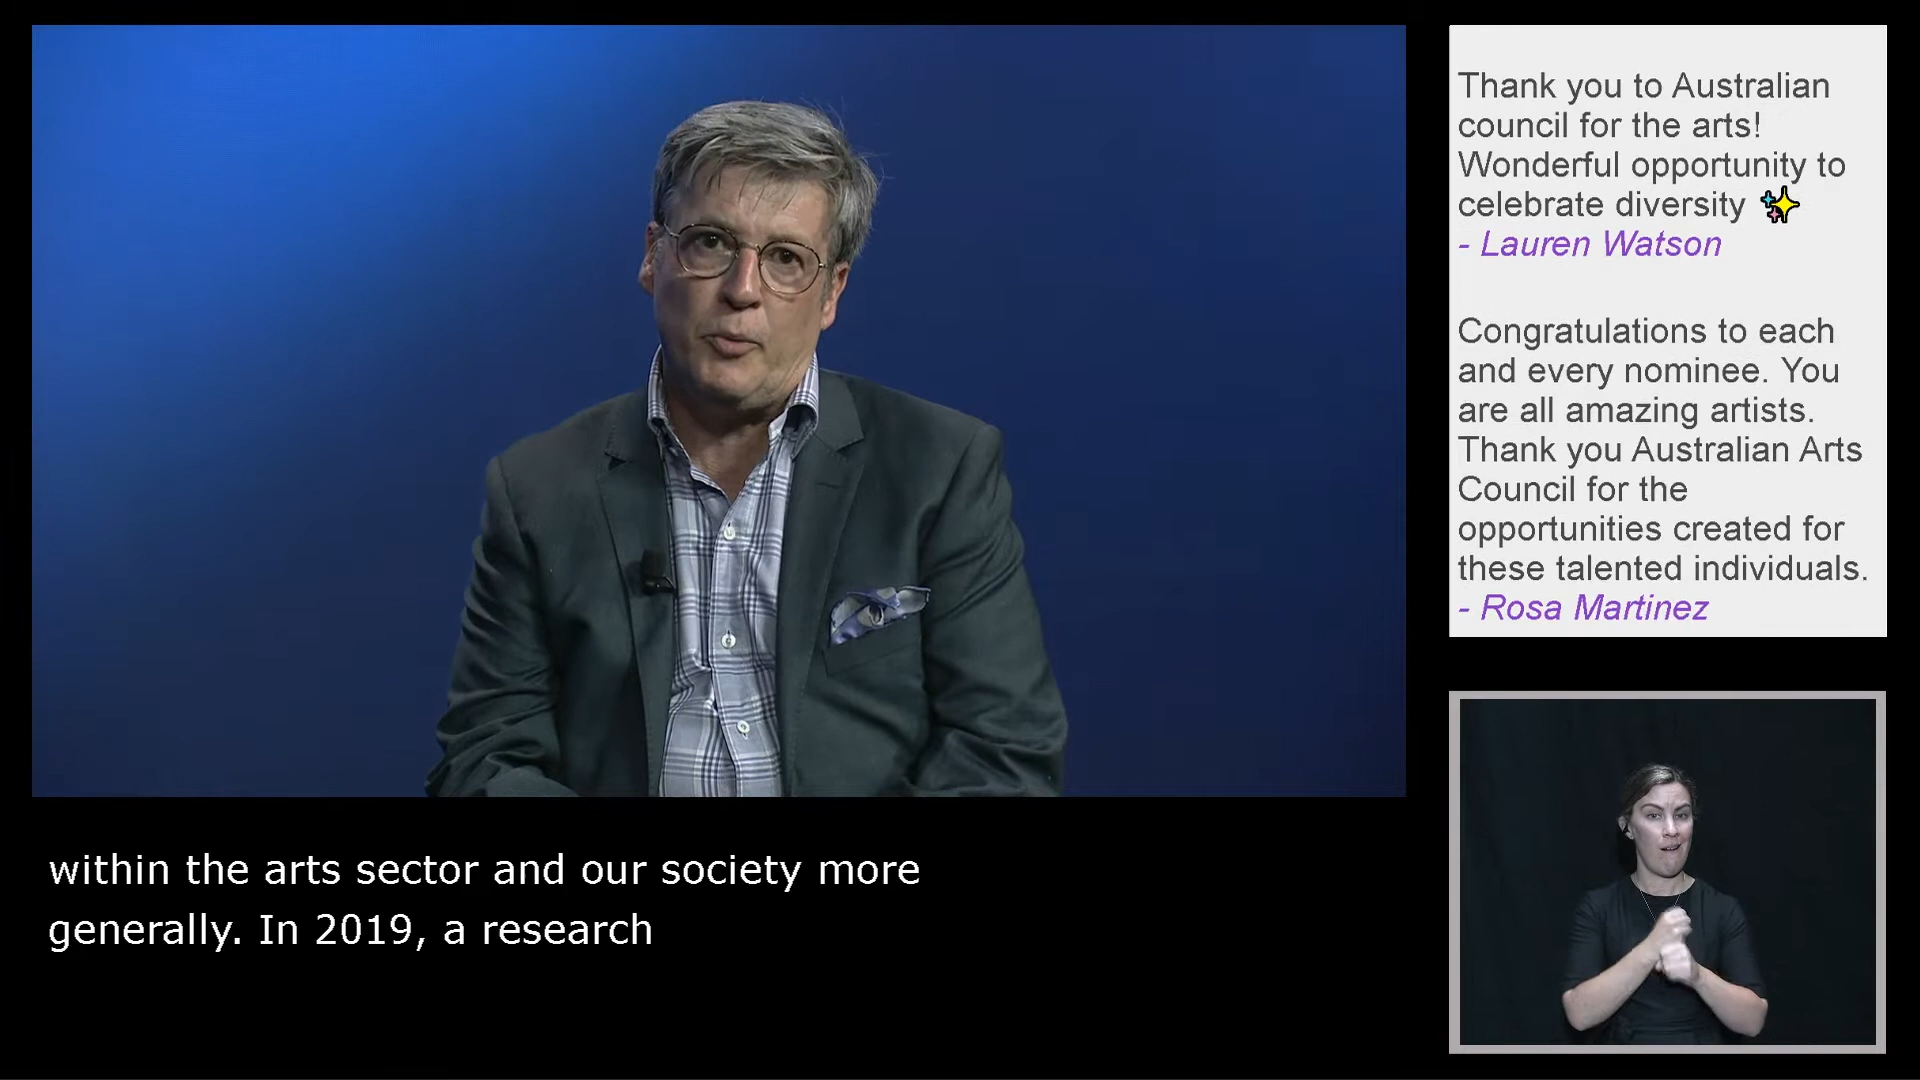 Thank you to Australian
council for the arts!
Wonderful opportunity to
celebrate diversity ✨
- Lauren Watson
Congratulations to each
and every nominee. You
are all amazing artists.
Thank you Australian Arts
Council for the
opportunities created for
these talented individuals.
- Rosa Martinez
within the arts sector and our society more
generally. In 2019, a research